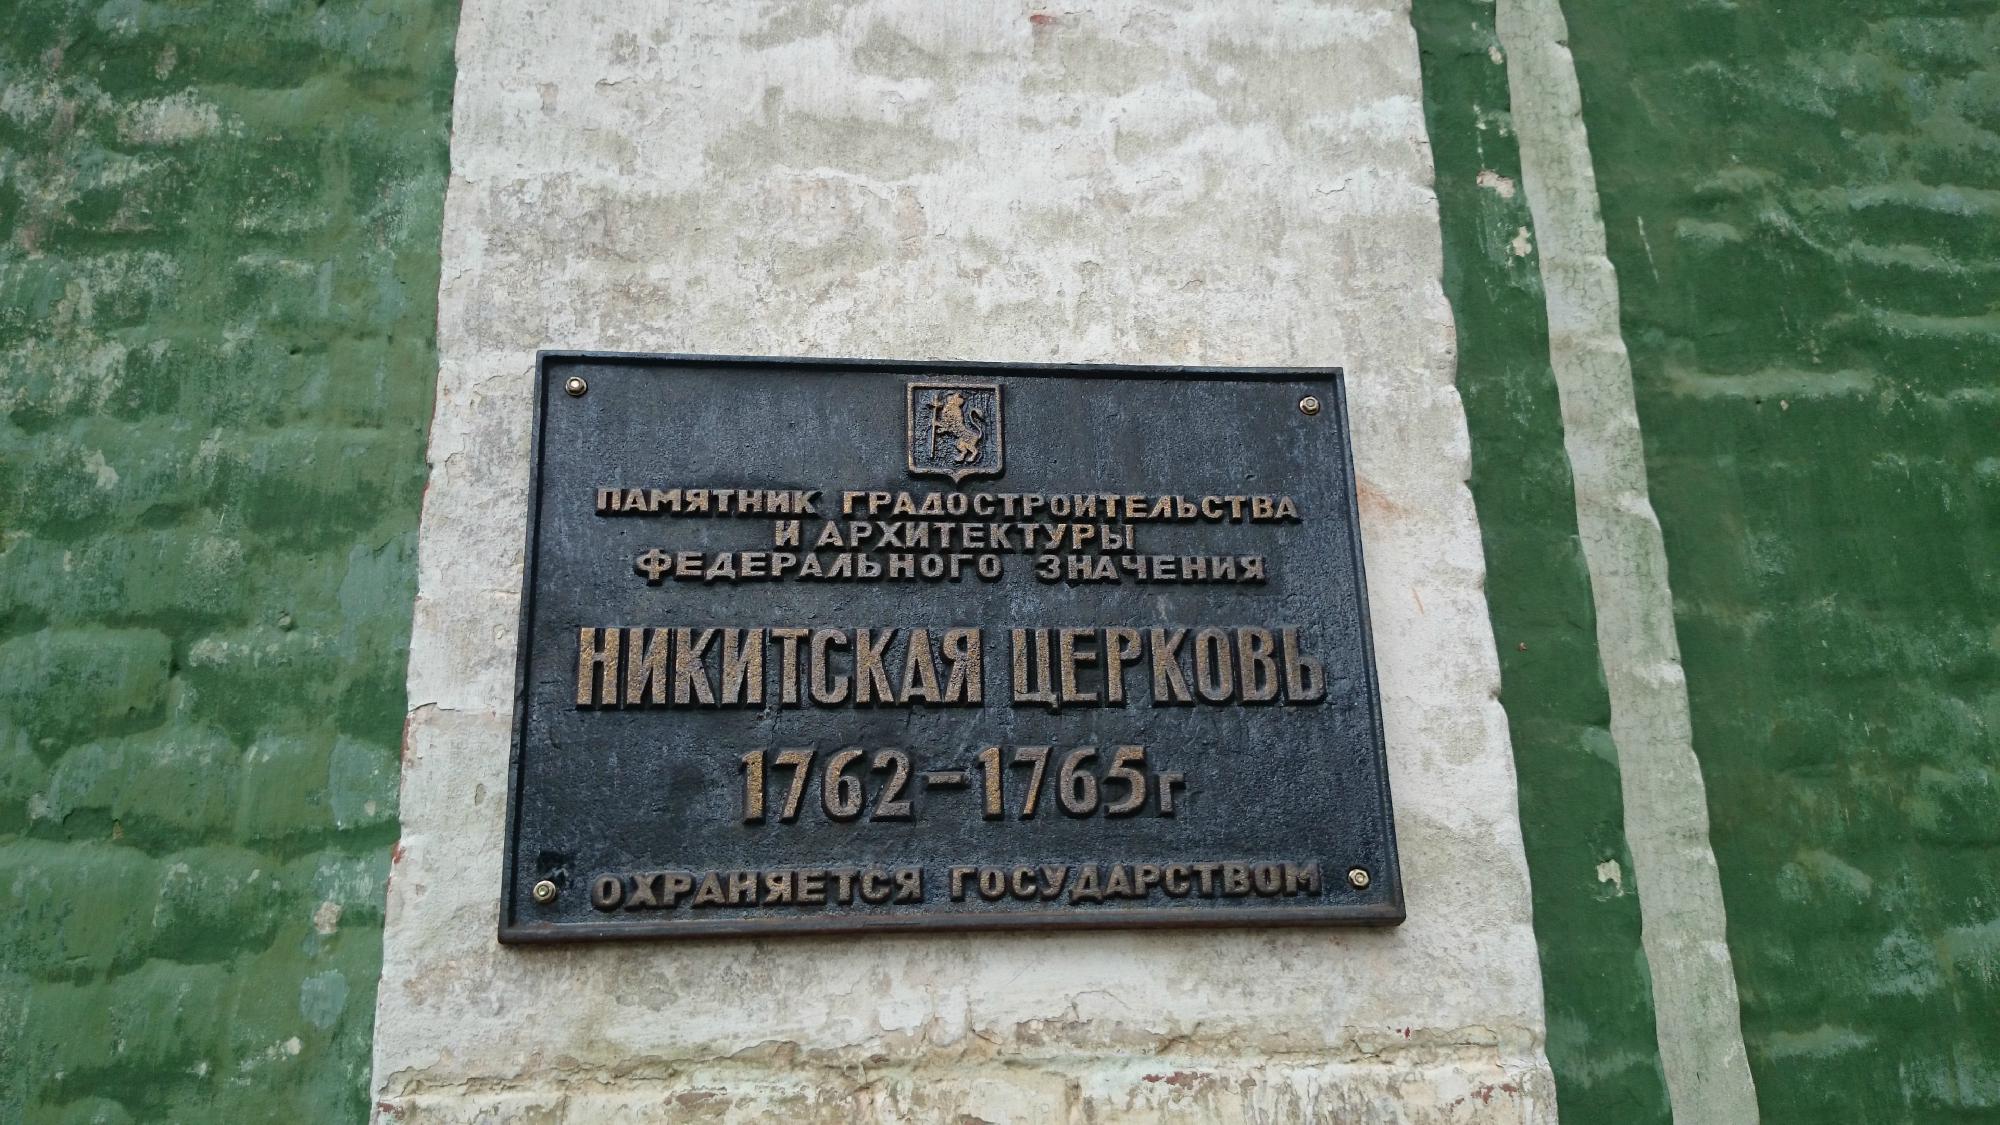 ПАМЯТНИК ГРАДОСТРОИТЕЛЬСТВА
И АРХИТЕКТУРЫ
ФЕДЕРАЛЬНОГО ЗНАЧЕНИЯ
НИКИТСКАЯ ЦЕРКОВЬ
1762-1765г
ОХРАНЯЕТСЯ ГОСУДАРСТВОМ